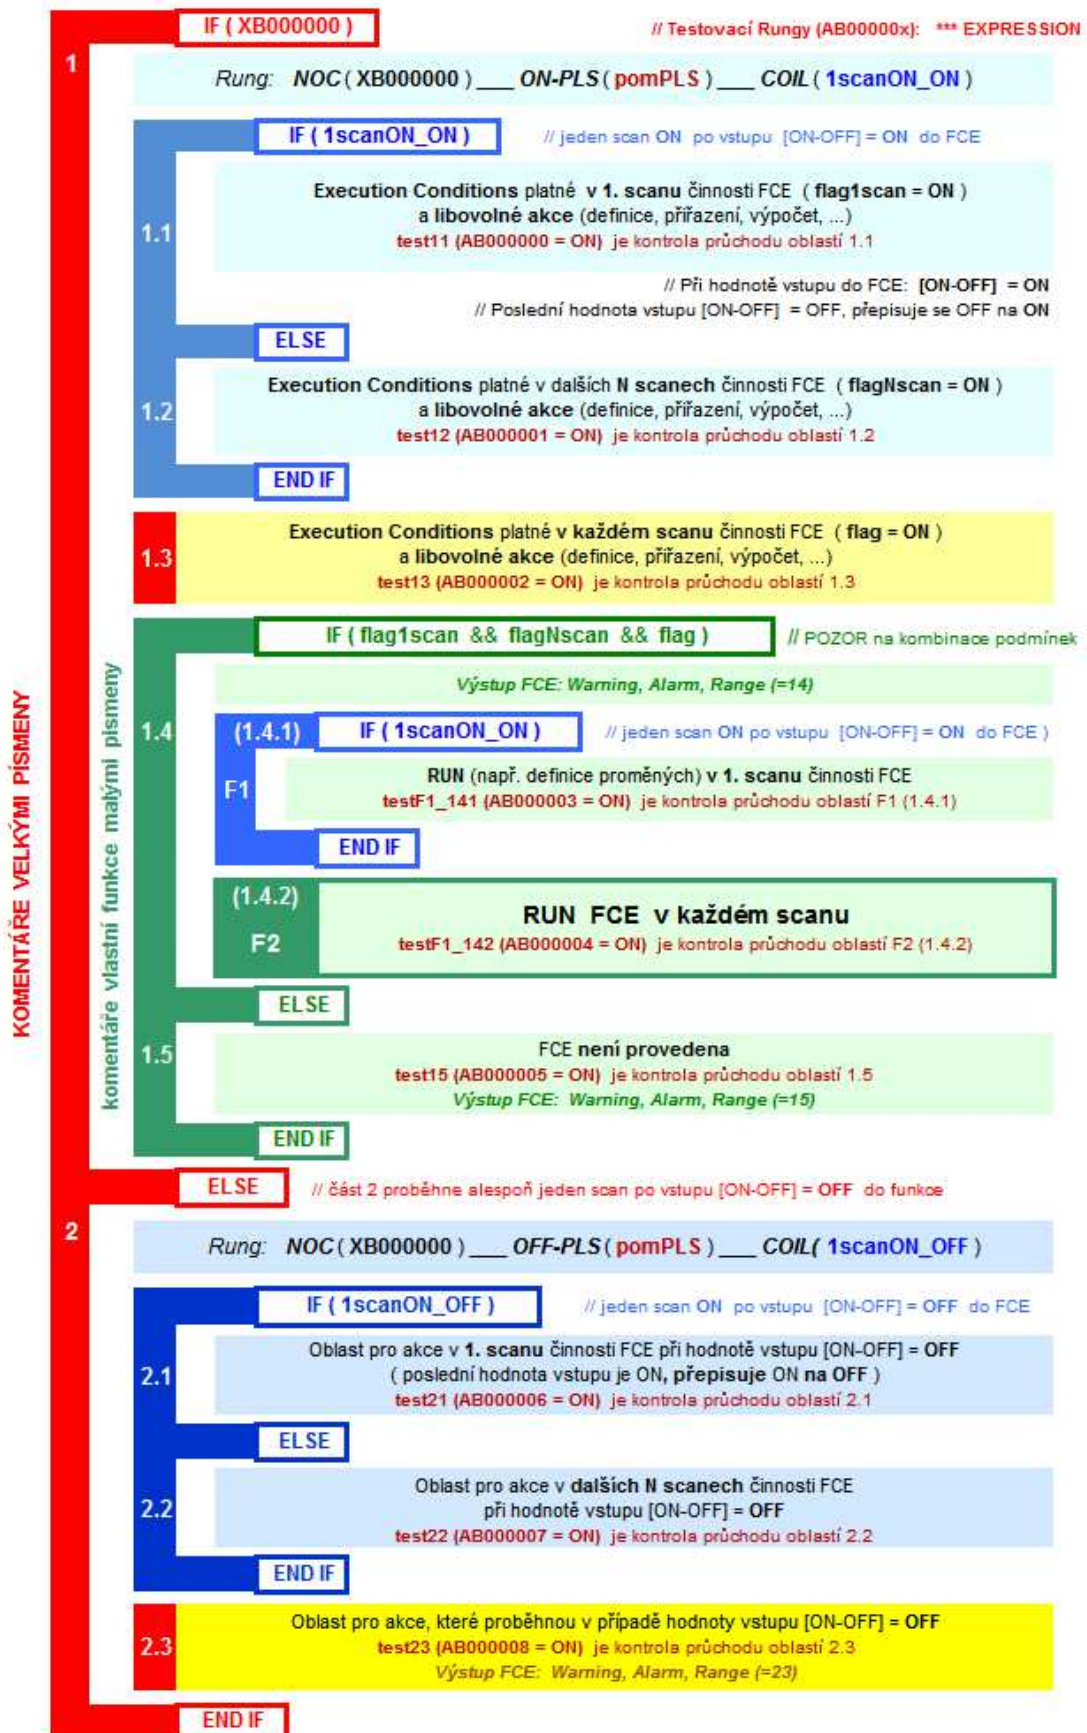 IF ( XB000000 )
// Testovací Rungy (AB00000x): *** EXPRESSION
1
Rung: NOC ( XB000000 ) ___ ON-PLS ( pomPLS ) ___ COIL ( 1scanON_ON )
IF ( 1scanON_ON )
// jeden scan ON po vstupu [ON-OFF] = ON do FCE
1.1
Execution Conditions platné v 1. scanu činnosti FCE ( flag1scan = ON )
a libovolné akce (definice, přiřazení, výpočet, ...)
test11 (AB000000 = ON) je kontrola průchodu oblastí 1.1
// Při hodnotě vstupu do FCE: [ON-OFF] = ON
// Poslední hodnota vstupu [ON-OFF] = OFF, přepisuje se OFF na ON
ELSE
1.2
Execution Conditions platné v dalších N scanech činnosti FCE ( flagNscan = ON )
a libovolné akce (definice, přiřazení, výpočet, ...)
test12 (AB000001 = ON) je kontrola průchodu oblastí 1.2
END IF
1.3
Execution Conditions platné v každém scanu činnosti FCE ( flag = ON )
a libovolné akce (definice, přiřazení, výpočet, ...)
test13 (AB000002 = ON) je kontrola průchodu oblastí 1.3
IF ( flag1scan && flagNscan && flag )
// POZOR na kombinace podmínek
KOMENTÁŘE VELKÝMI PÍSMENY
komentáře vlastní funkce malými písmeny
1.4
Výstup FCE: Warning, Alarm, Range (=14)
(1.4.1)
IF ( 1scanON_ON )
// jeden scan ON po vstupu [ON-OFF] = ON do FCE )
F1
RUN (např. definice proměných) v 1. scanu činnosti FCE
testF1_141 (AB000003 = ON) je kontrola průchodu oblastí F1 (1.4.1)
END IF
(1.4.2)
F2
RUN FCE v každém scanu
testF1_142 (AB000004 = ON) je kontrola průchodu oblastí F2 (1.4.2)
ELSE
1.5
FCE není provedena
test15 (AB000005 = ON) je kontrola průchodu oblastí 1.5
Výstup FCE: Warning, Alarm, Range (=15)
END IF
ELSE
// část 2 proběhne alespoň jeden scan po vstupu [ON-OFF] = OFF do funkce
2
Rung: NOC ( XB000000 ) ___ OFF-PLS ( pomPLS ) ___ COIL( 1scanON_OFF )
IF ( 1scanON_OFF )
// jeden scan ON po vstupu [ON-OFF] = OFF do FCE
2.1
Oblast pro akce v 1. scanu činnosti FCE při hodnotě vstupu [ON-OFF] = OFF
( poslední hodnota vstupu je ON, přepisuje ON na OFF )
test21 (AB000006 = ON) je kontrola průchodu oblastí 2.1
ELSE
2.2
Oblast pro akce v dalších N scanech činnosti FCE
při hodnotě vstupu [ON-OFF] = OFF
test22 (AB000007 = ON) je kontrola průchodu oblastí 2.2
END IF
2.3
Oblast pro akce, které proběhnou v případě hodnoty vstupu [ON-OFF] = OFF
test23 (AB000008 = ON) je kontrola průchodu oblastí 2.3
Výstup FCE: Warning, Alarm, Range (=23)
END IF